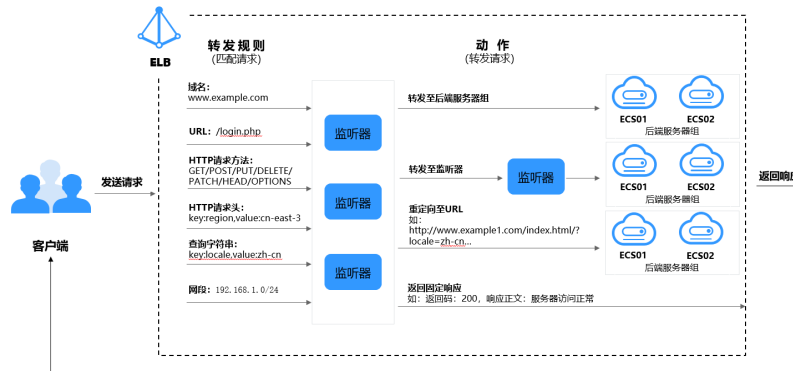 转发规则
(匹配请求)
动 作
(转发请求)
ELB
域名：
www.example.com
URL：/login.php
HTTP请求方法：
GET/POST/PUT/DELETE/
PATCH/HEAD/OPTIONS
HTTP请求头：
key:region,value:cn-east-3
查询字符串：
key:locale,value:zh-cn
网段：192.168.1.0/24
客户端
发送请求
监听器
监听器
监听器
转发至后端服务器组
转发至监听器
监听器
重定向至URL
如：
http://www.example1.com/index.html/?
locale=zh-cn...
返回固定响应
如：返回码：200，响应正文：服务器访问正常
ECS01
ECS02
后端服务器组
ECS01
ECS02
后端服务器组
ECS01
ECS02
后端服务器组
返回响应